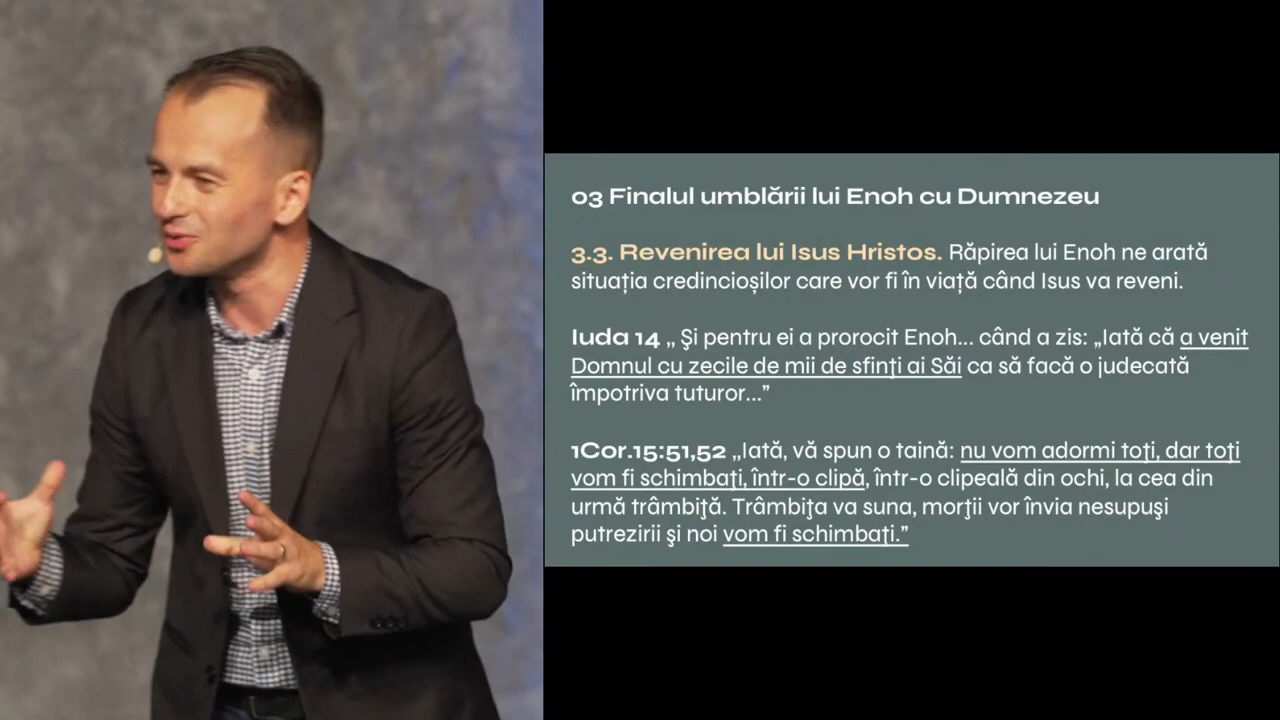 03 Finalul umblării lui Enoh cu Dumnezeu
3.3. Revenirea lui Isus Hristos. Răpirea lui Enoh ne arată
situația credincioșilor care vor fi în viață când Isus va reveni.
Iuda 14 „ Şi pentru ei a prorocit Enoh... când a zis: „Iată că a venit
Domnul cu zecile de mii de sfinţi ai Săi ca să facă o judecată
împotriva tuturor...”
1Cor.15:51,52 „Iată, vă spun o taină: nu vom adormi toţi, dar toţi
vom fi schimbaţi, într-o clipă, într-o clipeală din ochi, la cea din
urmă trâmbiţă. Trâmbiţa va suna, morţii vor învia nesupuşi
putrezirii şi noi vom fi schimbaţi.”